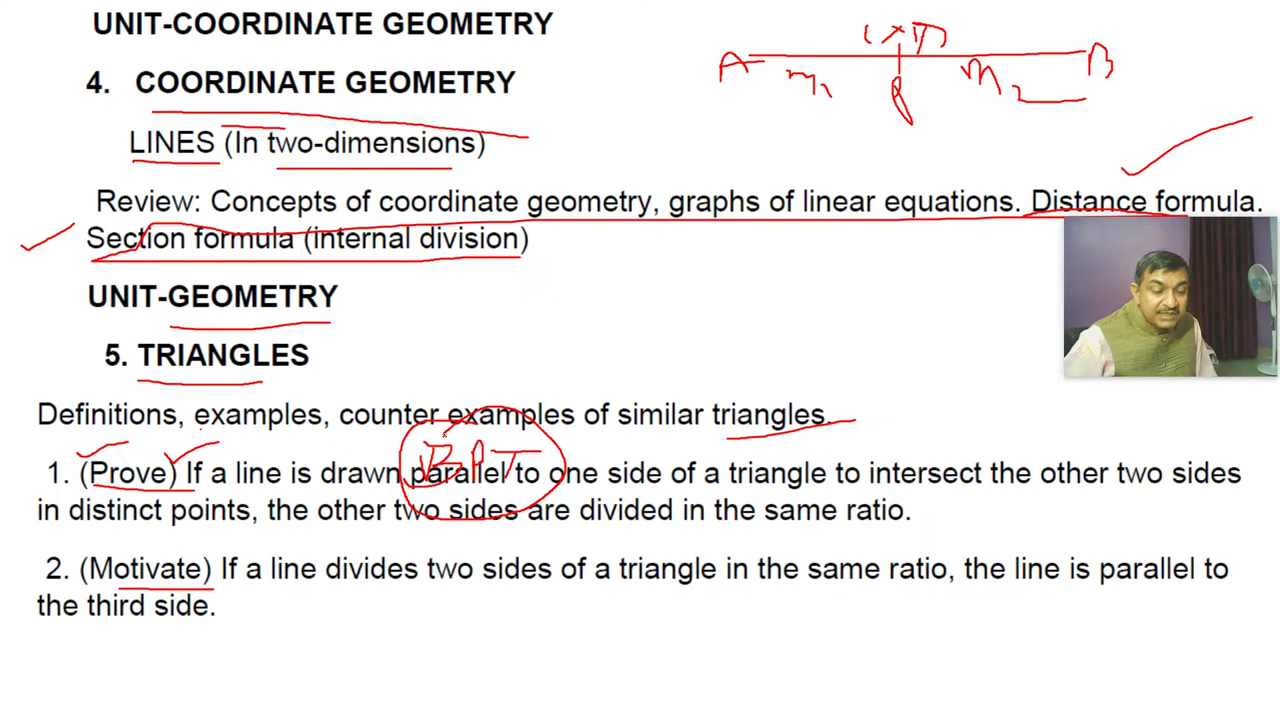 UNIT-COORDINATE GEOMETRY
4. COORDINATE GEOMETRY
LINES (In two-dimensions)
(x,y)
A B
m1 P m2
Review: Concepts of coordinate geometry, graphs of linear equations. Distance formula.
Section formula (internal division)
UNIT-GEOMETRY
5. TRIANGLES
Definitions, examples, counter examples of similar triangles.
BPT
1. (Prove) If a line is drawn parallel to one side of a triangle to intersect the other two sides
in distinct points, the other two sides are divided in the same ratio.
2. (Motivate) If a line divides two sides of a triangle in the same ratio, the line is parallel to
the third side.